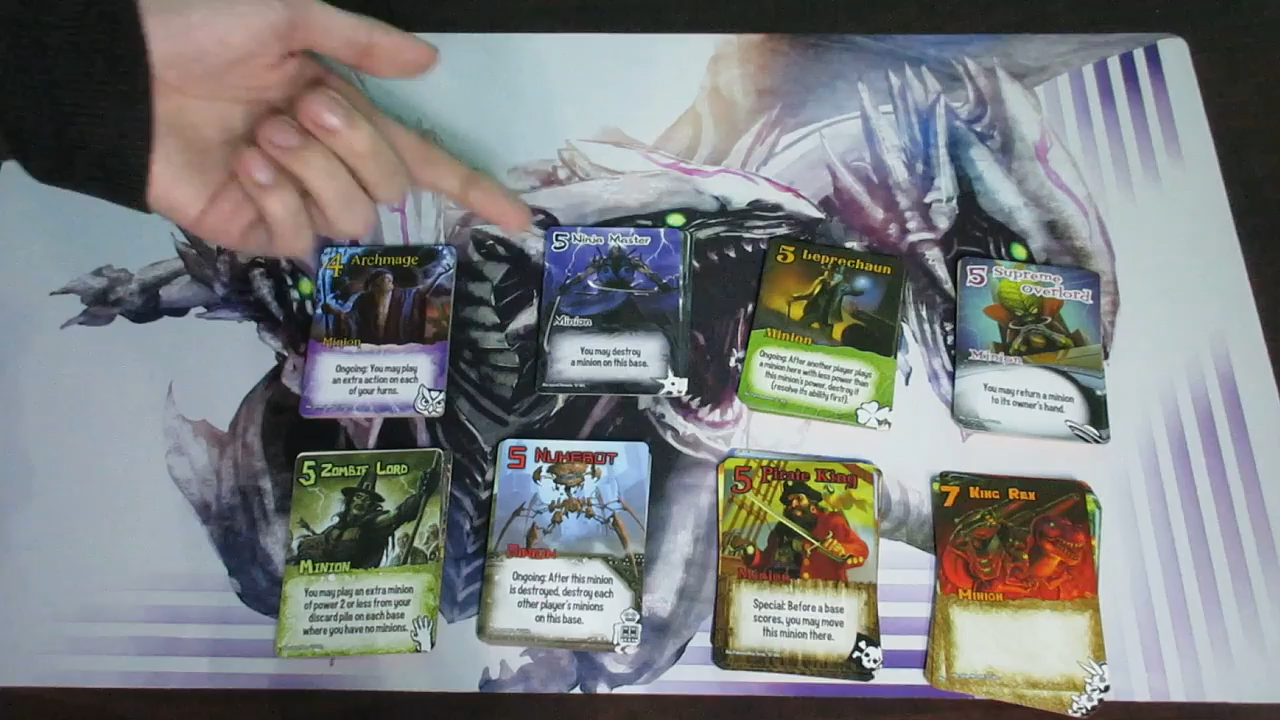 4 Archmage
Minion
Ongoing: You may play
an extra action on each
of your turns.
5 Ninja Master
Minion
You may destroy
a minion on this base.
5 Leprechaun
Minion
Ongoing: After another player plays
a minion here with less power than
this minion's power, destroy it
(resolve its ability first).
5 Supreme
Overlord
Minion
You may return a minion
to its owner's hand.
5 Zombie Lord
Minion
You may play an extra minion
of power 2 or less from your
discard pile on each base
where you have no minions.
5 Nukebot
Minion
Ongoing: After this minion
is destroyed, destroy each
other player's minions
on this base.
5 Pirate King
Minion
Special: Before a base
scores, you may move
this minion there.
7 King Rex
Minion